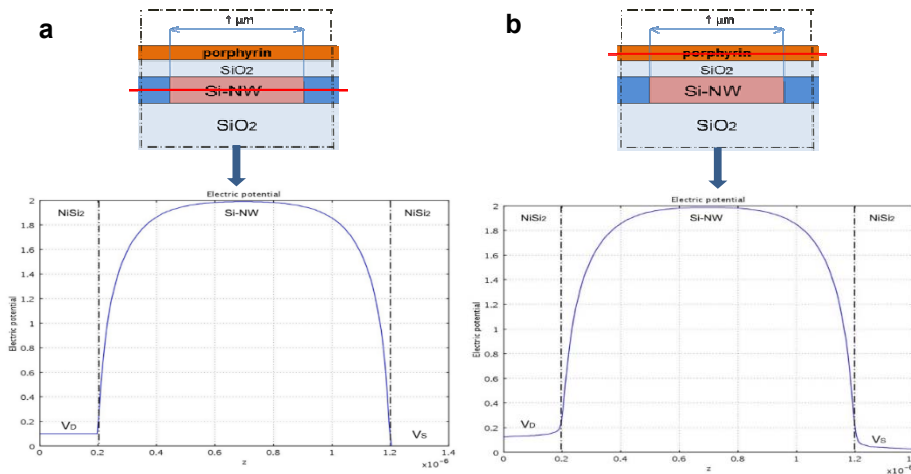 a
1 µm
porphyrin
SiO2
Si-NW
SiO2
Electric potential
NiSi2
Si-NW
NiSi2
Electric potential
2
1.8
1.6
1.4
1.2
1
0.8
0.6
0.4
0.2
0
VD
VS
0
0.2
0.4
0.6
0.8
1
1.2
1.4
z
x10⁻⁶
b
1 µm
porphyrin
SiO2
Si-NW
SiO2
Electric potential
NiSi2
Si-NW
NiSi2
Electric potential
2
1.8
1.6
1.4
1.2
1
0.8
0.6
0.4
0.2
0
VD
VS
0
0.2
0.4
0.6
0.8
1
1.2
1.4
z
x10⁻⁶